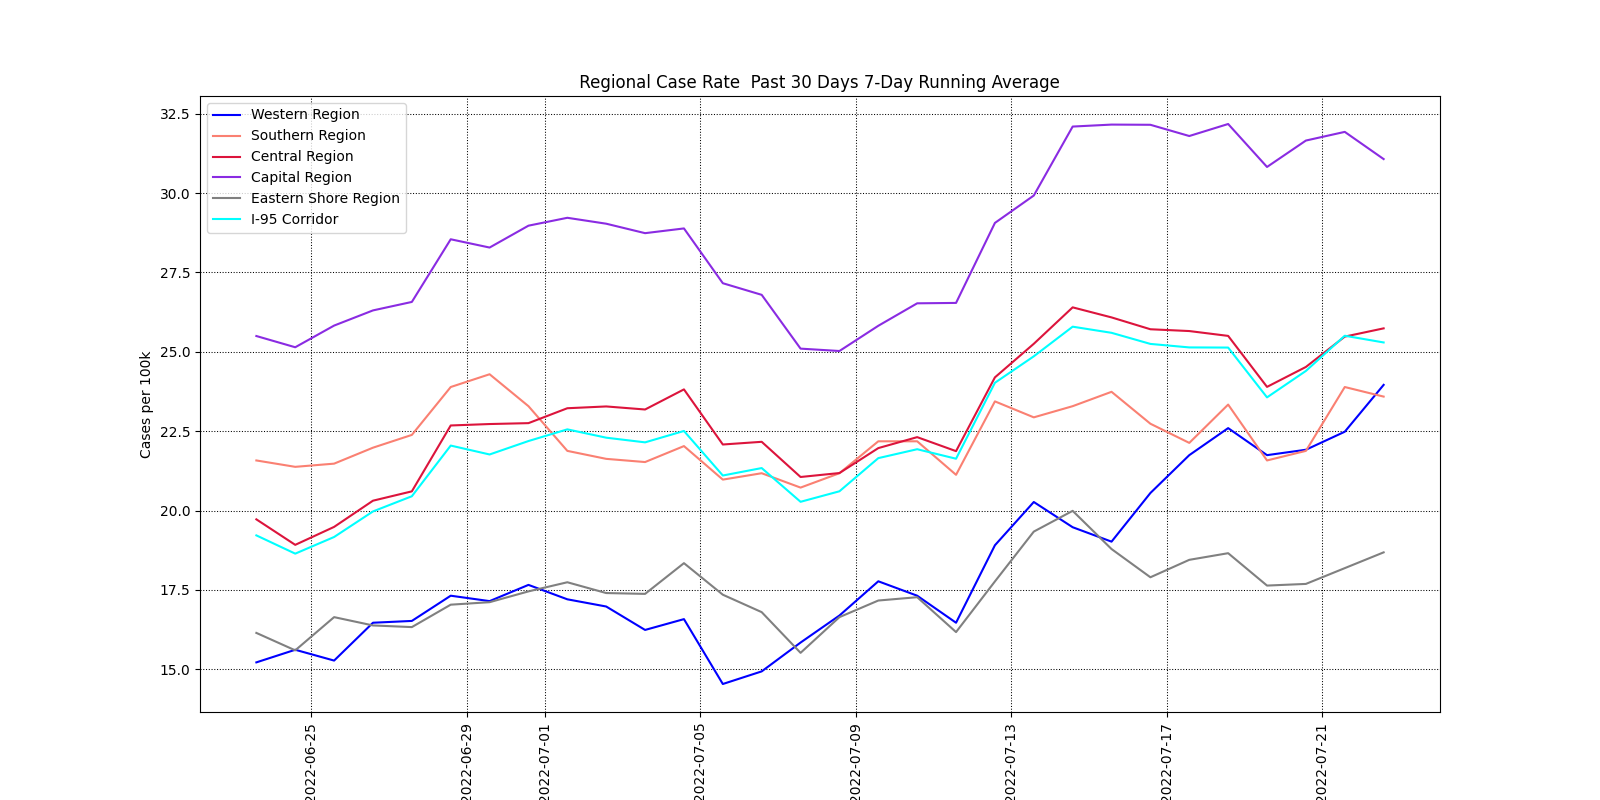 Regional Case Rate  Past 30 Days 7-Day Running Average
32.5
30.0
27.5
25.0
22.5
20.0
17.5
15.0
Cases per 100k
Western Region
Southern Region
Central Region
Capital Region
Eastern Shore Region
I-95 Corridor
2022-06-25
2022-06-29
2022-07-01
2022-07-05
2022-07-09
2022-07-13
2022-07-17
2022-07-21